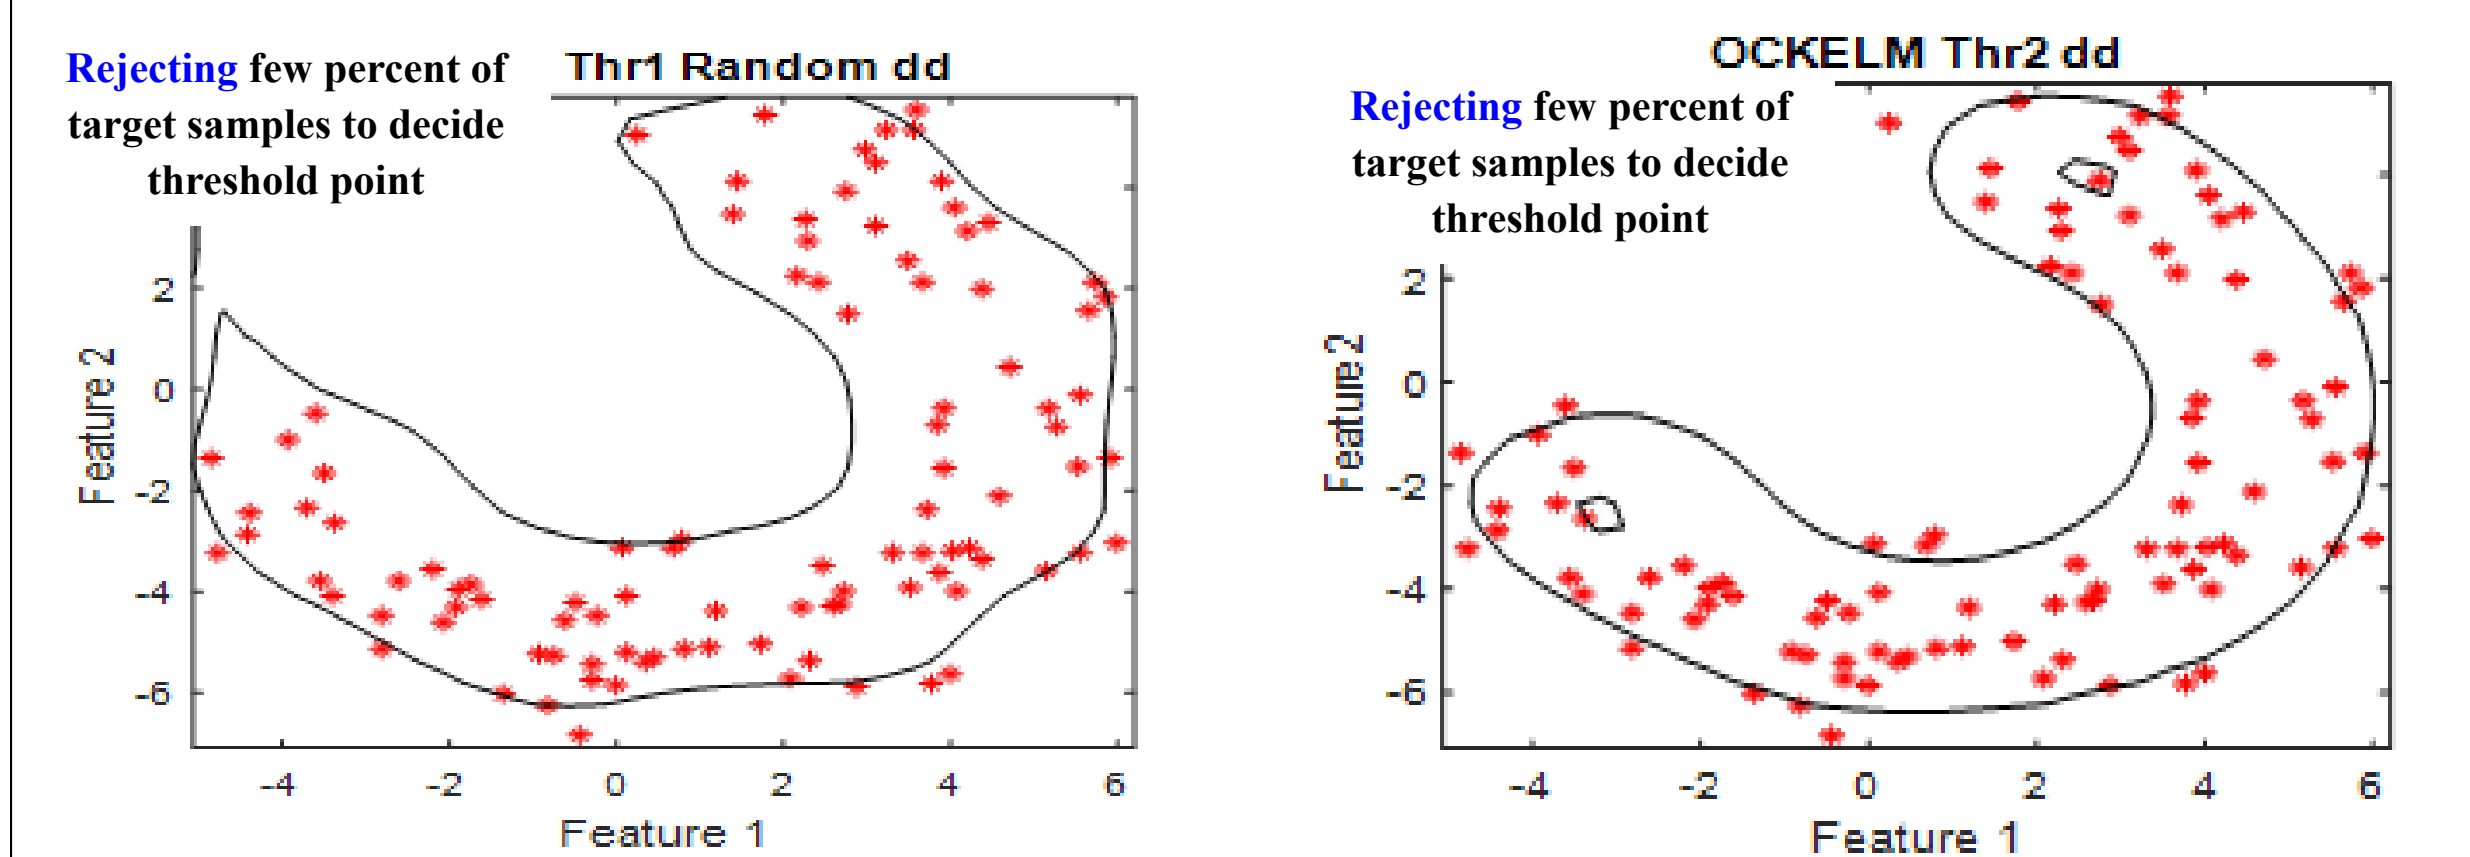 Rejecting few percent of
target samples to decide
threshold point
Thr1 Random dd
2
0
-2
-4
-6
Feature 2
-4 -2 0 2 4 6
Feature 1
OCKELM Thr2 dd
Rejecting few percent of
target samples to decide
threshold point
2
0
-2
-4
-6
Feature 2
-4 -2 0 2 4 6
Feature 1